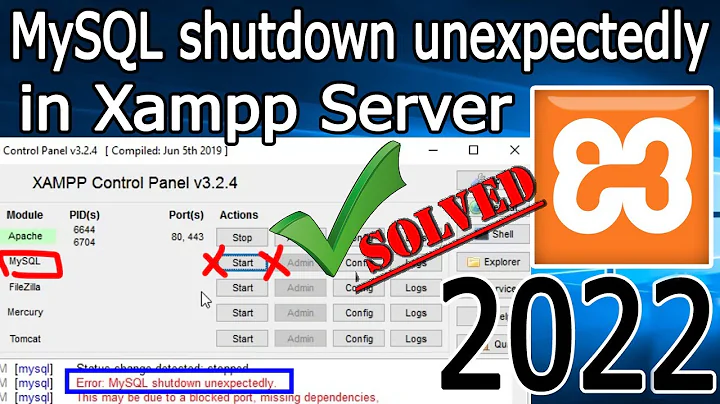 MySQL shutdown unexpectedly
in Xampp Server
Control Panel v3.2.4 [ Compiled: Jun 5th 2019 ]
XAMPP Control Panel v3.2.4
Module PID(s) Port(s) Actions
Apache 6644 6704 80, 443 Stop Admin
Shell
MySQL Start Admin Config Logs Explorer
FileZilla Start Admin Config Logs
Mercury Start Admin Config Logs
Tomcat Start Admin Config Logs
SOLVED
2022
[mysql] Status change detected: stopped
[mysql] Error: MySQL shutdown unexpectedly.
[mysql] This may be due to a blocked port, missing dependencies,